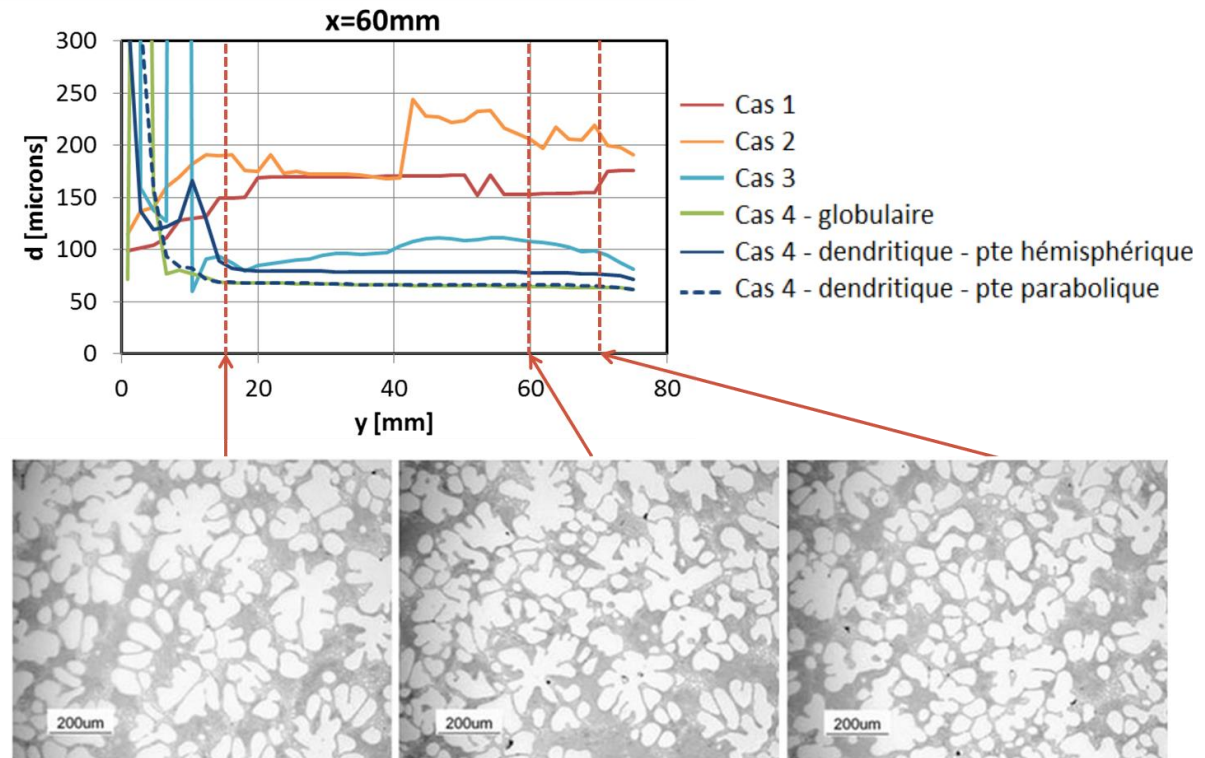 x=60mm
300
250
200
150
100
50
0
d [microns]
0 20 40 60 80
y [mm]
Cas 1
Cas 2
Cas 3
Cas 4 - globulaire
Cas 4 - dendritique - pte hémisphérique
Cas 4 - dendritique - pte parabolique
200um
200um
200um